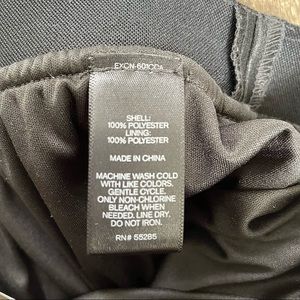 SHELL:
100% POLYESTER
LINING:
100% POLYESTER
MADE IN CHINA
MACHINE WASH COLD
WITH LIKE COLORS.
GENTLE CYCLE.
ONLY NON-CHLORINE
BLEACH WHEN
NEEDED. LINE DRY.
DO NOT IRON.
RN# 55285